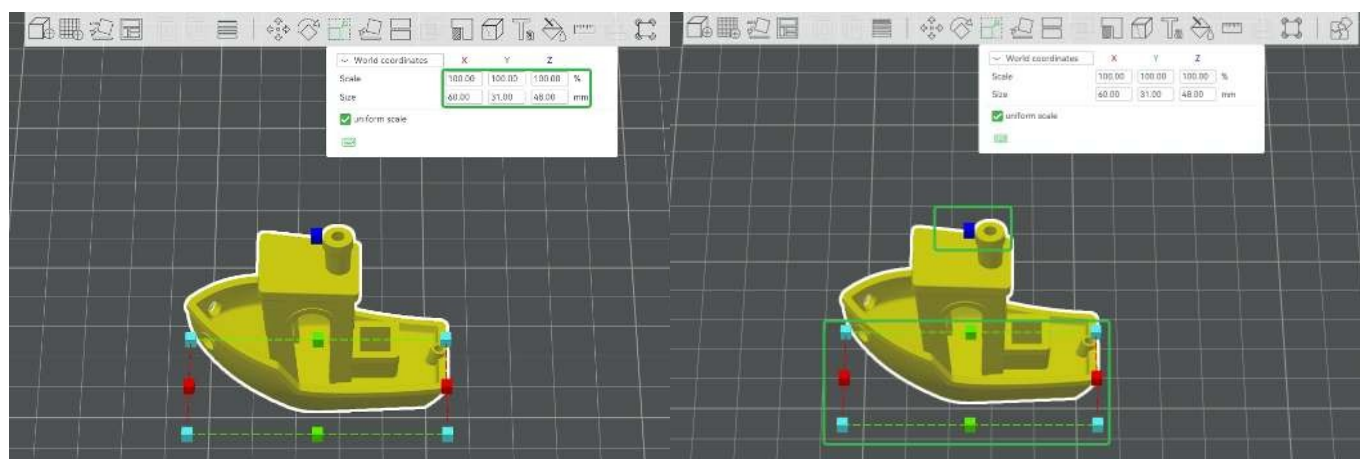 World coordinates X Y Z
Scale 100.00 100.00 100.00 %
Size 60.00 31.00 48.00 mm
uniform scale
World coordinates X Y Z
Scale 100.00 100.00 100.00 %
Size 60.00 31.00 48.00 mm
uniform scale